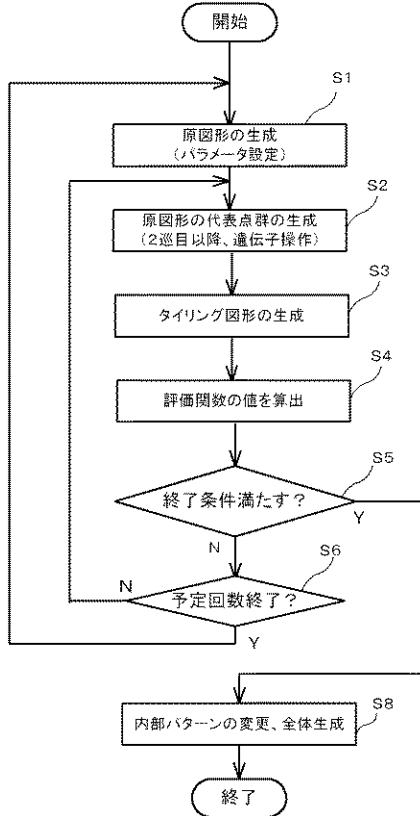 開始
S1
原図形の生成
(パラメータ設定)
S2
原図形の代表点群の生成
(2巡目以降、遺伝子操作)
S3
タイリング図形の生成
S4
評価関数の値を算出
S5
終了条件満たす？
Y
N
S6
N
予定回数終了？
Y
S8
内部パターンの変更、全体生成
終了